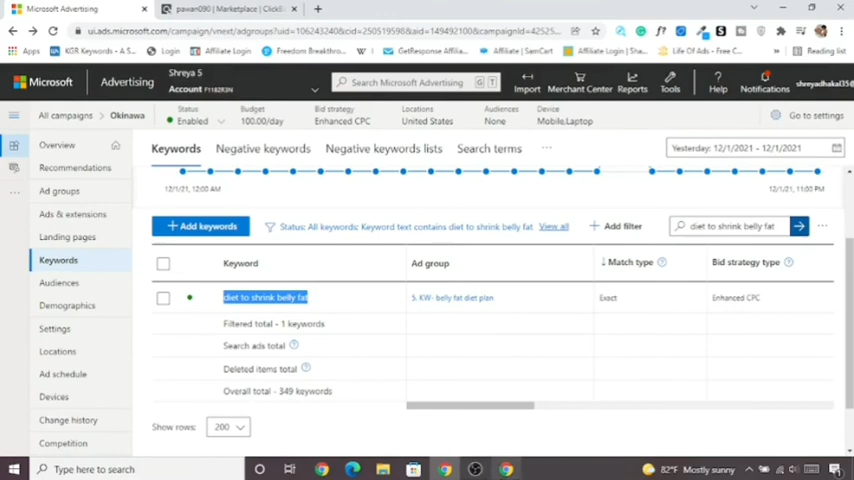 Microsoft Advertising
pawan090 | Marketplace | ClickB
ui.ads.microsoft.com/campaign/vnext/adgroups?uid=106243240&cid=250519598&aid=149492100&campaignId=42525...
Apps
KGR Keywords - A S...
Login
Affiliate Login
Freedom Breakthro...
GetResponse Affiliat...
Affiliate | SamCart
Affiliate Login | Sha...
Life Of Ads - Free C...
Reading list
Microsoft
Advertising
Shreya S
Account F1182R3N
Search Microsoft Advertising
G T
Import
Merchant Center
Reports
Tools
Help
Notifications
shreyadhakal35@
All campaigns
Okinawa
Status
Enabled
Budget
100.00/day
Bid strategy
Enhanced CPC
Locations
United States
Audiences
None
Device
Mobile,Laptop
Go to settings
Overview
Recommendations
Ad groups
Ads & extensions
Landing pages
Keywords
Audiences
Demographics
Settings
Locations
Ad schedule
Devices
Change history
Competition
Keywords
Negative keywords
Negative keywords lists
Search terms
Yesterday: 12/1/2021 - 12/1/2021
12/1/21, 12:00 AM
12/1/21, 11:00 PM
Add keywords
Status: All keywords: Keyword text contains diet to shrink belly fat
View all
Add filter
diet to shrink belly fat
Keyword
Ad group
Match type
Bid strategy type
diet to shrink belly fat
5. KW- belly fat diet plan
Exact
Enhanced CPC
Filtered total - 1 keywords
Search ads total
Deleted items total
Overall total - 349 keywords
Show rows:
200
Type here to search
82°F Mostly sunny